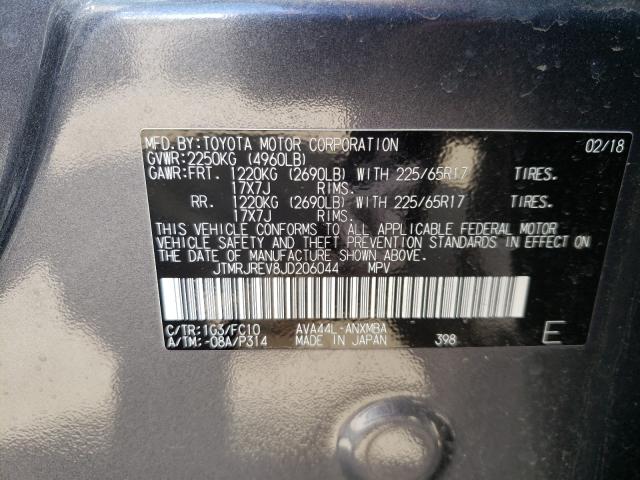 MFD.BY:TOYOTA MOTOR CORPORATION 02/18
GVWR:2250KG (4960LB)
GAWR:FRT. 1220KG (2690LB) WITH 225/65R17 TIRES.
17X7J RIMS.
RR. 1220KG (2690LB) WITH 225/65R17 TIRES.
17X7J RIMS.
THIS VEHICLE CONFORMS TO ALL APPLICABLE FEDERAL MOTOR
VEHICLE SAFETY AND THEFT PREVENTION STANDARDS IN EFFECT ON
THE DATE OF MANUFACTURE SHOWN ABOVE.
JTMRJREV8JD206044 MPV
C/TR:1G3/FC10 AVA44L-ANXMBA
A/TM:-08A/P314 MADE IN JAPAN 398 E